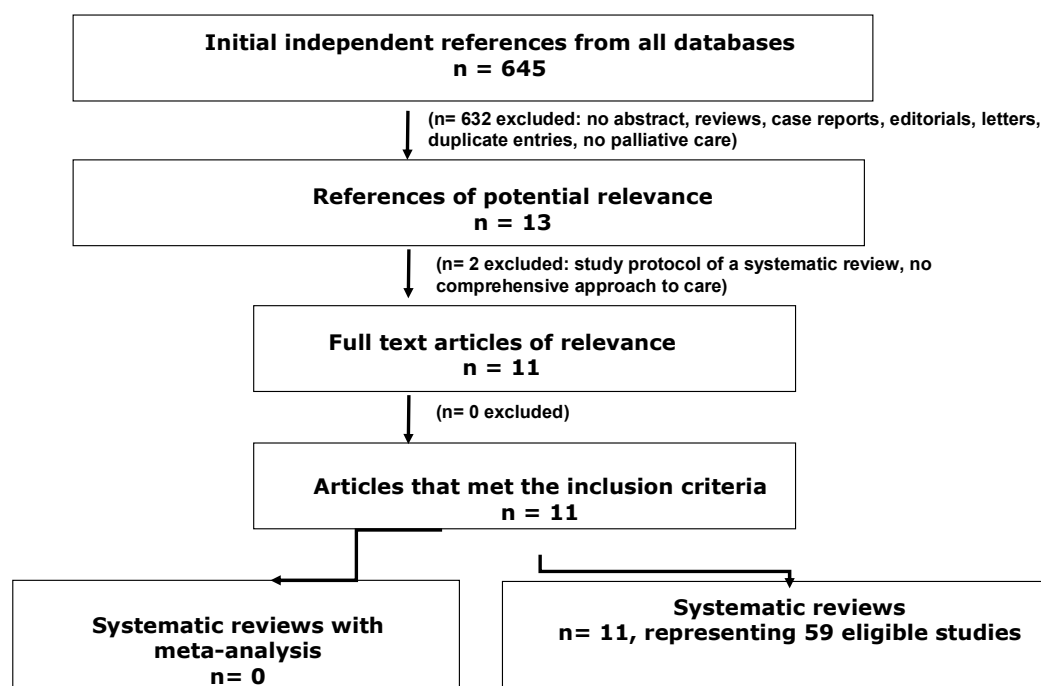 Initial independent references from all databases
n = 645
(n= 632 excluded: no abstract, reviews, case reports, editorials, letters,
duplicate entries, no palliative care)
References of potential relevance
n = 13
(n= 2 excluded: study protocol of a systematic review, no
comprehensive approach to care)
Full text articles of relevance
n = 11
(n= 0 excluded)
Articles that met the inclusion criteria
n = 11
Systematic reviews with
meta-analysis
n= 0
Systematic reviews
n= 11, representing 59 eligible studies